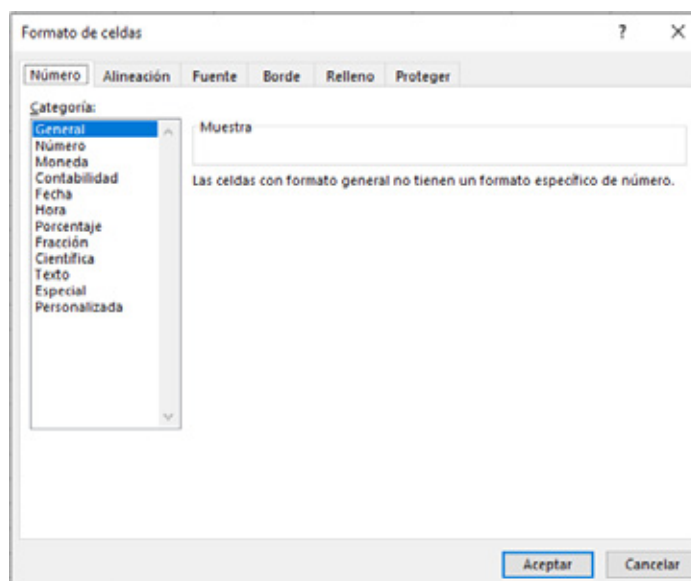 Formato de celdas ?
Número Alineación Fuente Borde Relleno Proteger
Categoría:
General
Número
Moneda
Contabilidad
Fecha
Hora
Porcentaje
Fracción
Científica
Texto
Especial
Personalizada
Muestra
Las celdas con formato general no tienen un formato específico de número.
Aceptar Cancelar